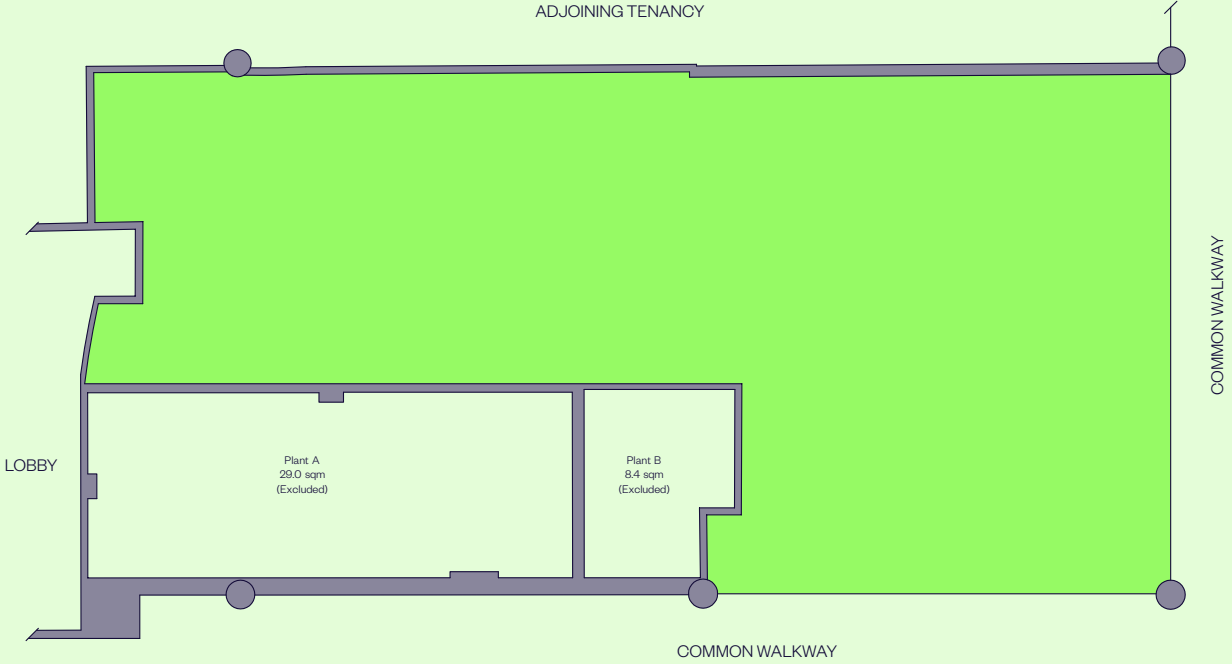 ADJOINING TENANCY
COMMON WALKWAY
LOBBY
Plant A
29.0 sqm
(Excluded)
Plant B
8.4 sqm
(Excluded)
COMMON WALKWAY